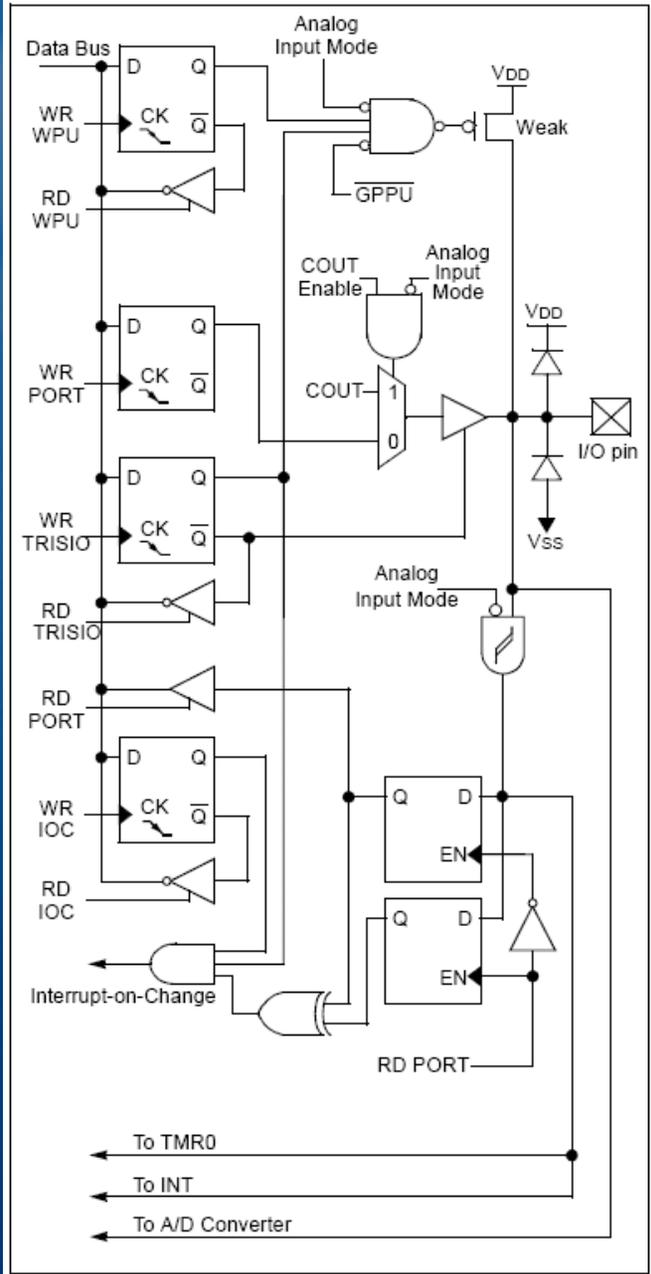 Analog
Input Mode
Data Bus
D
Q
VDD
WR
WPU
CK
Q
Weak
RD
WPU
GPPU
COUT
Enable
Analog
Input
Mode
VDD
D
Q
WR
PORT
CK
Q
COUT
1
0
I/O pin
D
Q
WR
TRISIO
CK
Q
VSS
Analog
Input Mode
RD
TRISIO
RD
PORT
D
Q
WR
IOC
CK
Q
Q
D
EN
RD
IOC
Q
D
EN
Interrupt-on-Change
RD PORT
To TMR0
To INT
To A/D Converter